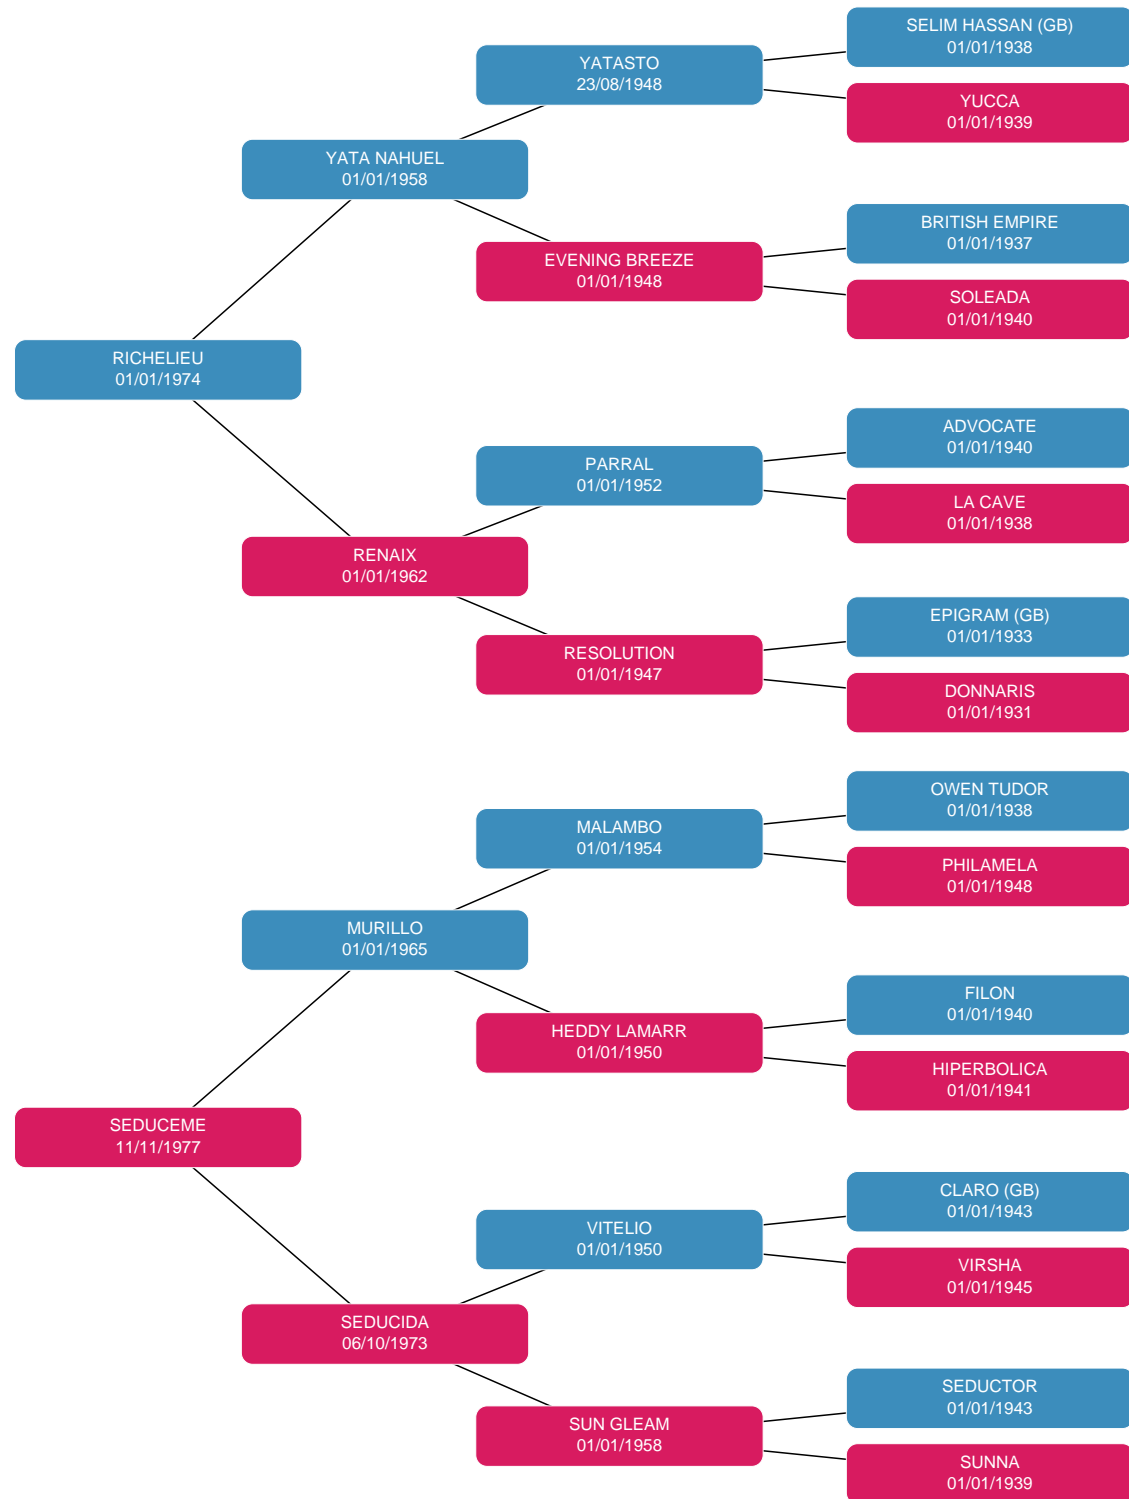 SELIM HASSAN (GB)
01/01/1938
YATASTO
23/08/1948
YUCCA
01/01/1939
YATA NAHUEL
01/01/1958
BRITISH EMPIRE
01/01/1937
EVENING BREEZE
01/01/1948
SOLEADA
01/01/1940
RICHELIEU
01/01/1974
ADVOCATE
01/01/1940
PARRAL
01/01/1952
LA CAVE
01/01/1938
RENAIX
01/01/1962
EPIGRAM (GB)
01/01/1933
RESOLUTION
01/01/1947
DONNARIS
01/01/1931
OWEN TUDOR
01/01/1938
MALAMBO
01/01/1954
PHILAMELA
01/01/1948
MURILLO
01/01/1965
FILON
01/01/1940
HEDDY LAMARR
01/01/1950
HIPERBOLICA
01/01/1941
SEDUCEME
11/11/1977
CLARO (GB)
01/01/1943
VITELIO
01/01/1950
VIRSHA
01/01/1945
SEDUCIDA
06/10/1973
SEDUCTOR
01/01/1943
SUN GLEAM
01/01/1958
SUNNA
01/01/1939